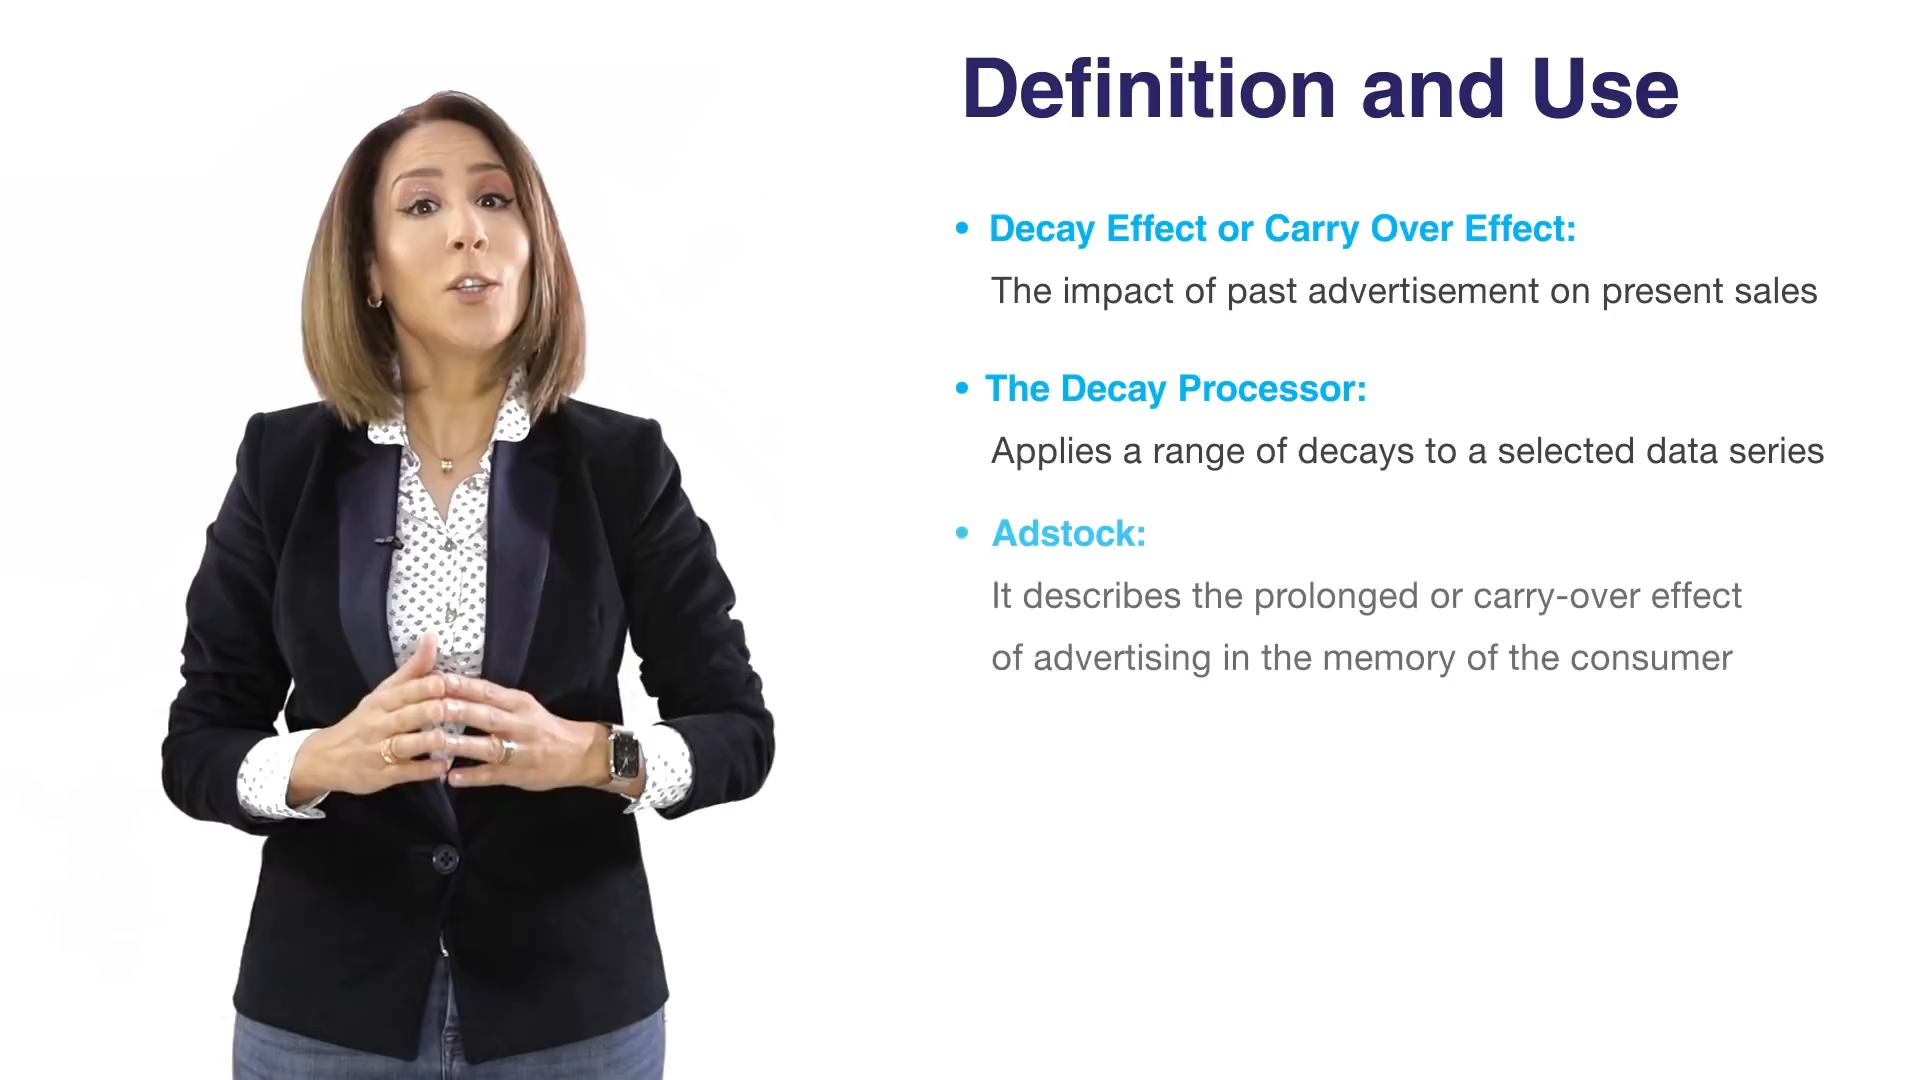 Definition and Use
• Decay Effect or Carry Over Effect:
The impact of past advertisement on present sales
• The Decay Processor:
Applies a range of decays to a selected data series
• Adstock:
It describes the prolonged or carry-over effect
of advertising in the memory of the consumer